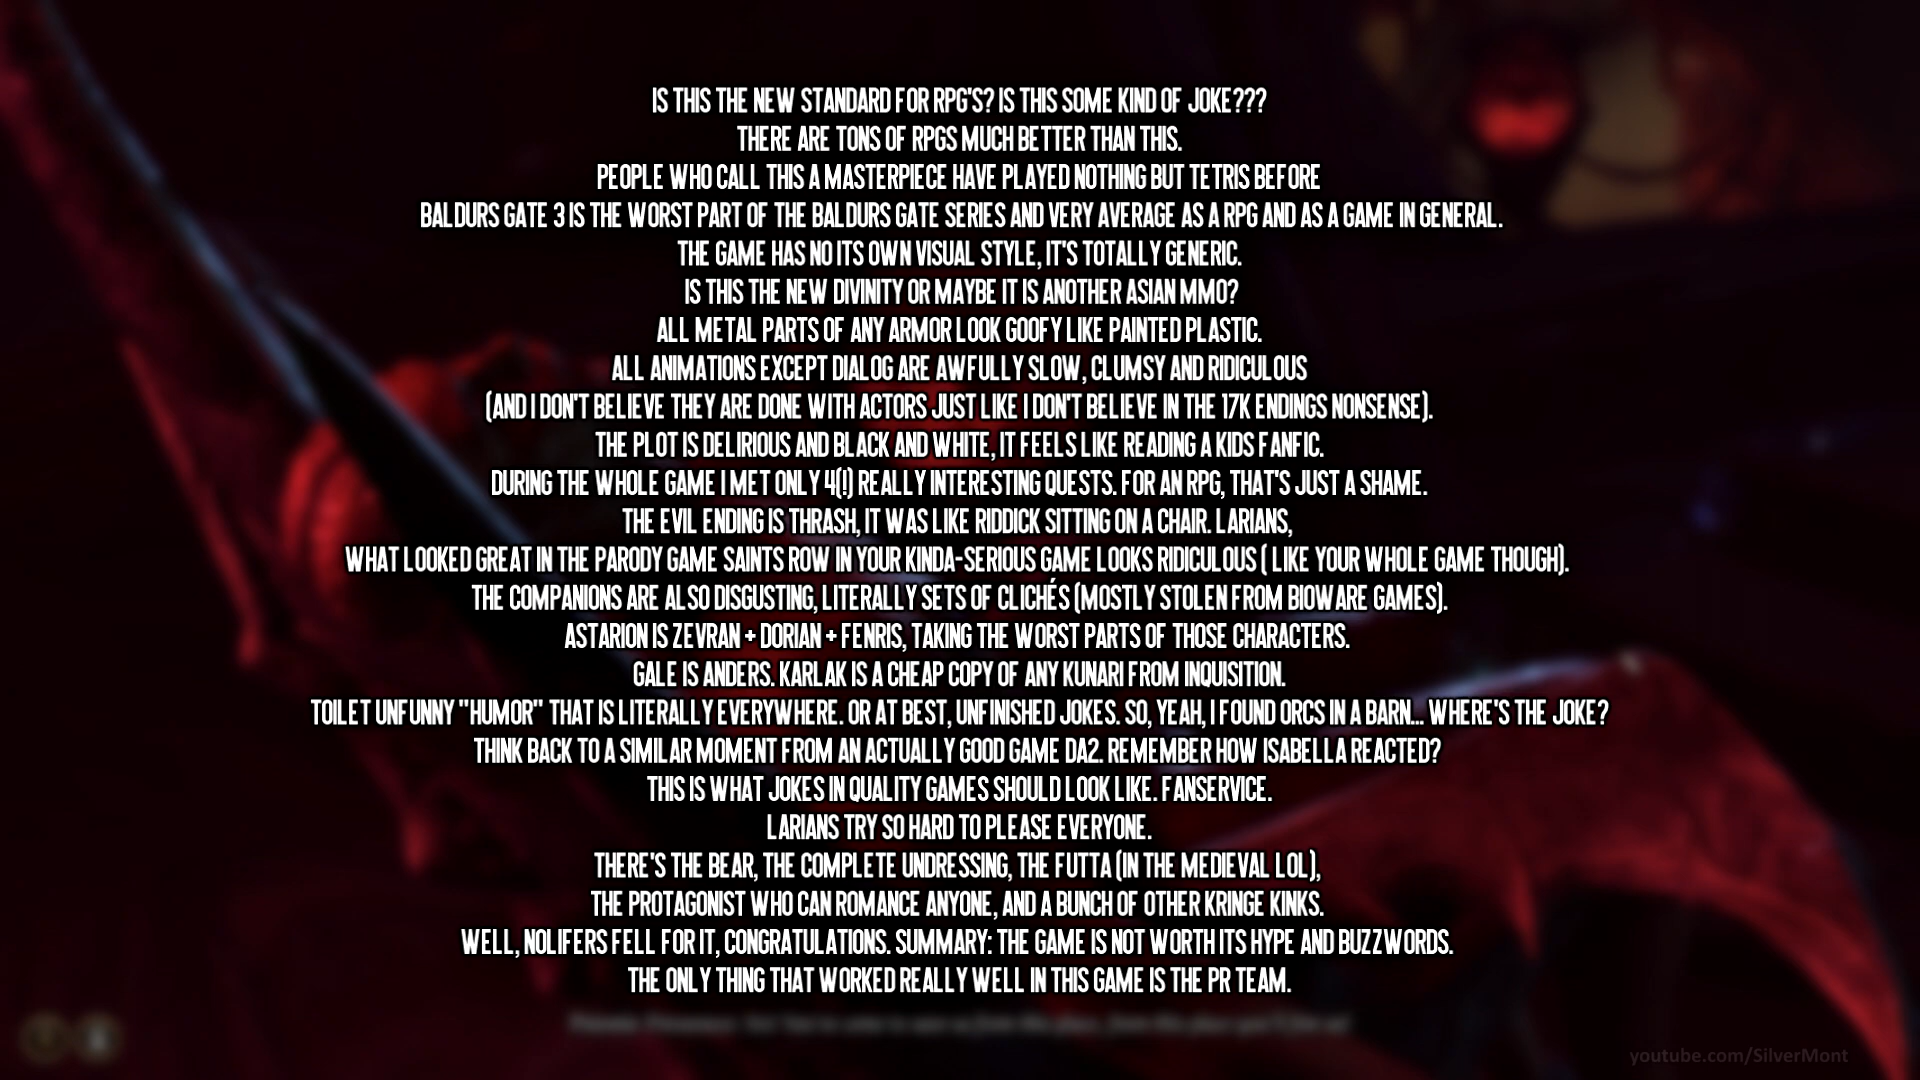 IS THIS THE NEW STANDARD FOR RPG'S? IS THIS SOME KIND OF JOKE???
THERE ARE TONS OF RPGS MUCH BETTER THAN THIS.
PEOPLE WHO CALL THIS A MASTERPIECE HAVE PLAYED NOTHING BUT TETRIS BEFORE
BALDURS GATE 3 IS THE WORST PART OF THE BALDURS GATE SERIES AND VERY AVERAGE AS A RPG AND AS A GAME IN GENERAL.
THE GAME HAS NO ITS OWN VISUAL STYLE, IT'S TOTALLY GENERIC.
IS THIS THE NEW DIVINITY OR MAYBE IT IS ANOTHER ASIAN MMO?
ALL METAL PARTS OF ANY ARMOR LOOK GOOFY LIKE PAINTED PLASTIC.
ALL ANIMATIONS EXCEPT DIALOG ARE AWFULLY SLOW, CLUMSY AND RIDICULOUS
(AND I DON'T BELIEVE THEY ARE DONE WITH ACTORS JUST LIKE I DON'T BELIEVE IN THE 17K ENDINGS NONSENSE).
THE PLOT IS DELIRIOUS AND BLACK AND WHITE, IT FEELS LIKE READING A KIDS FANFIC.
DURING THE WHOLE GAME I MET ONLY 4(!) REALLY INTERESTING QUESTS. FOR AN RPG, THAT'S JUST A SHAME.
THE EVIL ENDING IS THRASH, IT WAS LIKE RIDDICK SITTING ON A CHAIR. LARIANS,
WHAT LOOKED GREAT IN THE PARODY GAME SAINTS ROW IN YOUR KINDA-SERIOUS GAME LOOKS RIDICULOUS ( LIKE YOUR WHOLE GAME THOUGH).
THE COMPANIONS ARE ALSO DISGUSTING, LITERALLY SETS OF CLICHÉS (MOSTLY STOLEN FROM BIOWARE GAMES).
ASTARION IS ZEVRAN + DORIAN + FENRIS, TAKING THE WORST PARTS OF THOSE CHARACTERS.
GALE IS ANDERS. KARLAK IS A CHEAP COPY OF ANY KUNARI FROM INQUISITION.
TOILET UNFUNNY "HUMOR" THAT IS LITERALLY EVERYWHERE. OR AT BEST, UNFINISHED JOKES. SO, YEAH, I FOUND ORCS IN A BARN... WHERE'S THE JOKE?
THINK BACK TO A SIMILAR MOMENT FROM AN ACTUALLY GOOD GAME DA2. REMEMBER HOW ISABELLA REACTED?
THIS IS WHAT JOKES IN QUALITY GAMES SHOULD LOOK LIKE. FANSERVICE.
LARIANS TRY SO HARD TO PLEASE EVERYONE.
THERE'S THE BEAR, THE COMPLETE UNDRESSING, THE FUTTA (IN THE MEDIEVAL LOL),
THE PROTAGONIST WHO CAN ROMANCE ANYONE, AND A BUNCH OF OTHER KRINGE KINKS.
WELL, NOLIFERS FELL FOR IT, CONGRATULATIONS. SUMMARY: THE GAME IS NOT WORTH ITS HYPE AND BUZZWORDS.
THE ONLY THING THAT WORKED REALLY WELL IN THIS GAME IS THE PR TEAM.
youtube.com/SilverMont